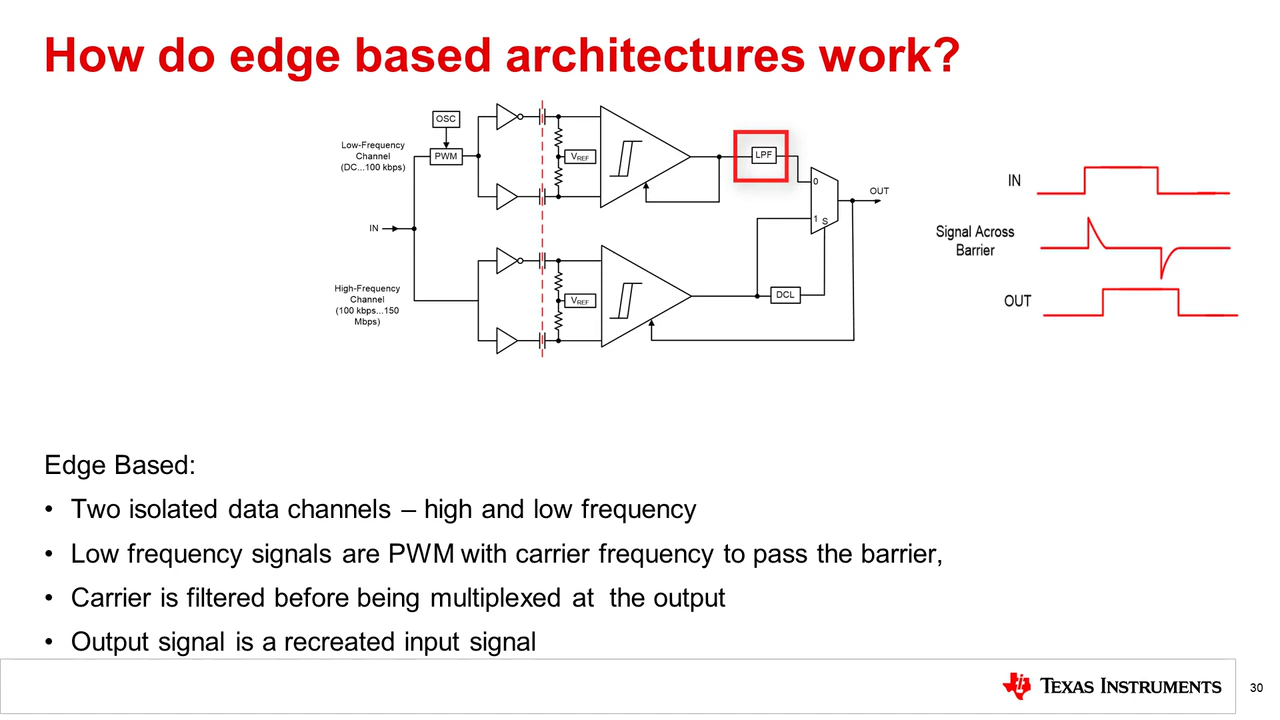 How do edge based architectures work?
OSC
Low-Frequency
Channel
(DC...100 kbps)
PWM
VREF
LPF
0
OUT
1 S
IN
High-Frequency
Channel
(100 kbps...150
Mbps)
VREF
DCL
IN
Signal Across
Barrier
OUT
Edge Based:
• Two isolated data channels – high and low frequency
• Low frequency signals are PWM with carrier frequency to pass the barrier,
• Carrier is filtered before being multiplexed at the output
• Output signal is a recreated input signal
TEXAS INSTRUMENTS
30